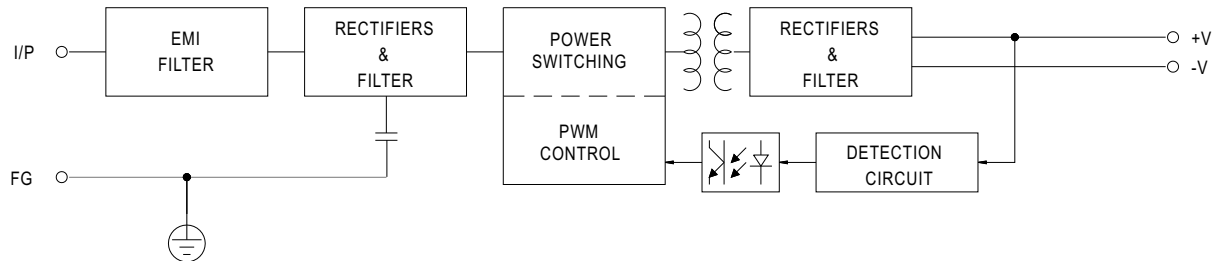 I/P
EMI
FILTER
RECTIFIERS
&
FILTER
POWER
SWITCHING
PWM
CONTROL
RECTIFIERS
&
FILTER
+V
-V
DETECTION
CIRCUIT
FG